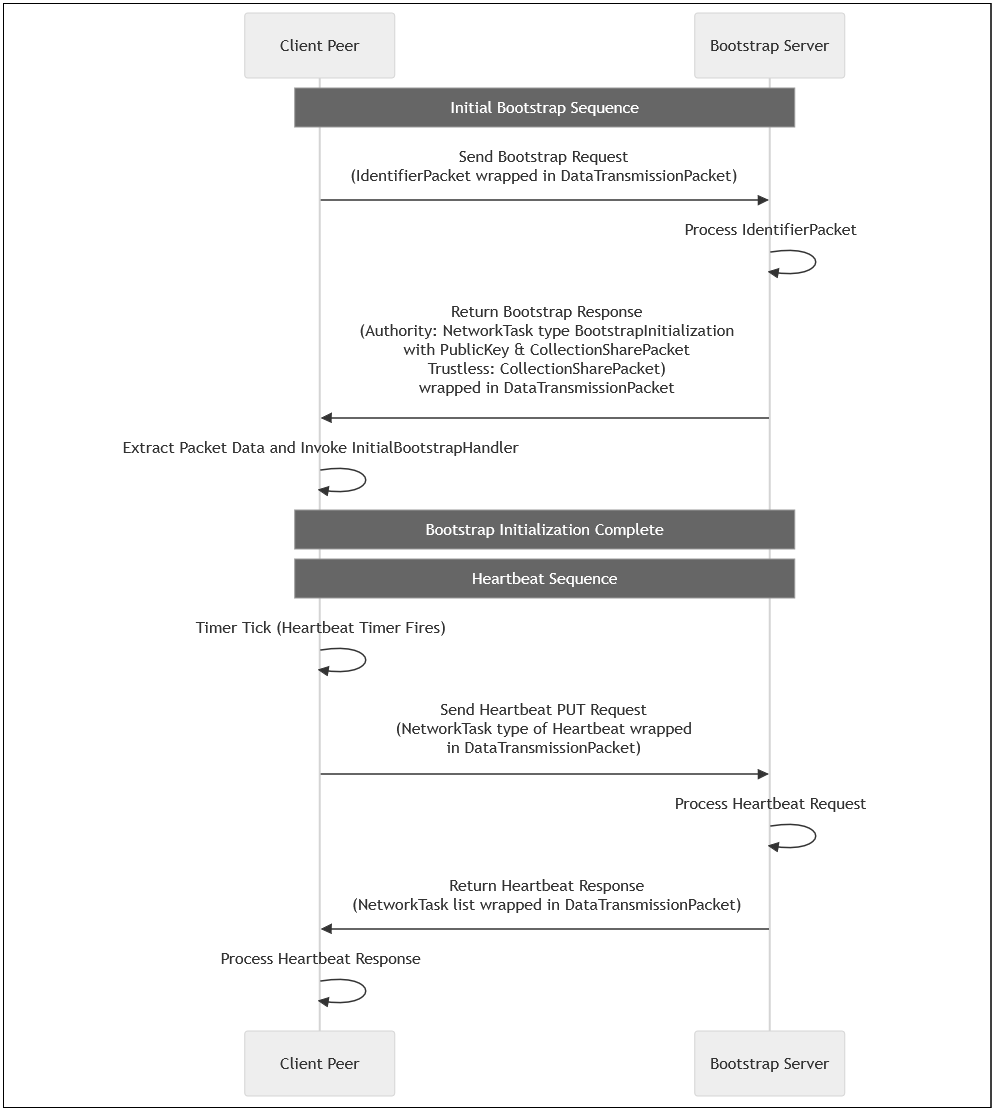 Client Peer
Bootstrap Server
Initial Bootstrap Sequence
Send Bootstrap Request
(IdentifierPacket wrapped in DataTransmissionPacket)
Process IdentifierPacket
Return Bootstrap Response
(Authority: NetworkTask type BootstrapInitialization
with PublicKey & CollectionSharePacket
Trustless: CollectionSharePacket)
wrapped in DataTransmissionPacket
Extract Packet Data and Invoke InitialBootstrapHandler
Bootstrap Initialization Complete
Heartbeat Sequence
Timer Tick (Heartbeat Timer Fires)
Send Heartbeat PUT Request
(NetworkTask type of Heartbeat wrapped
in DataTransmissionPacket)
Process Heartbeat Request
Return Heartbeat Response
(NetworkTask list wrapped in DataTransmissionPacket)
Process Heartbeat Response
Client Peer
Bootstrap Server